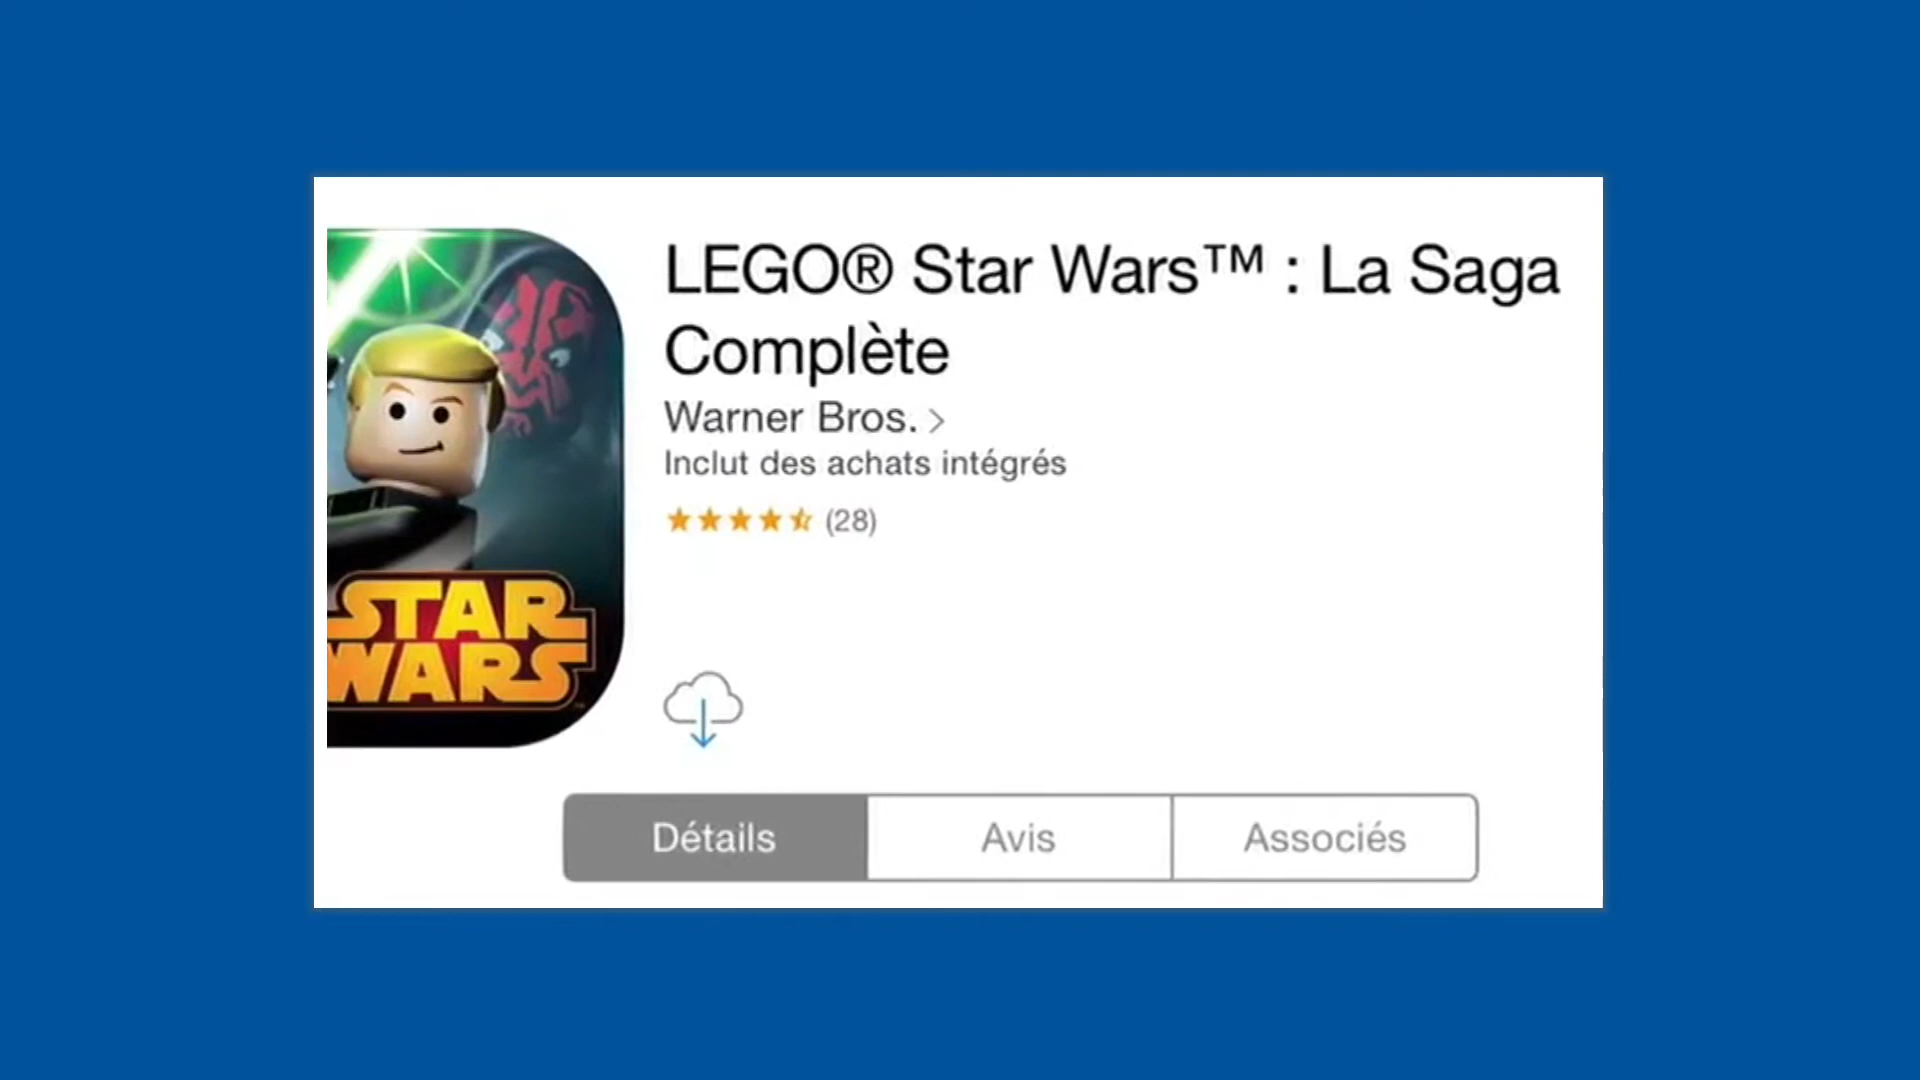 LEGO® Star Wars™ : La Saga
Complète
Warner Bros. >
Inclut des achats intégrés
★★★★⯪ (28)
STAR
WARS
Détails
Avis
Associés